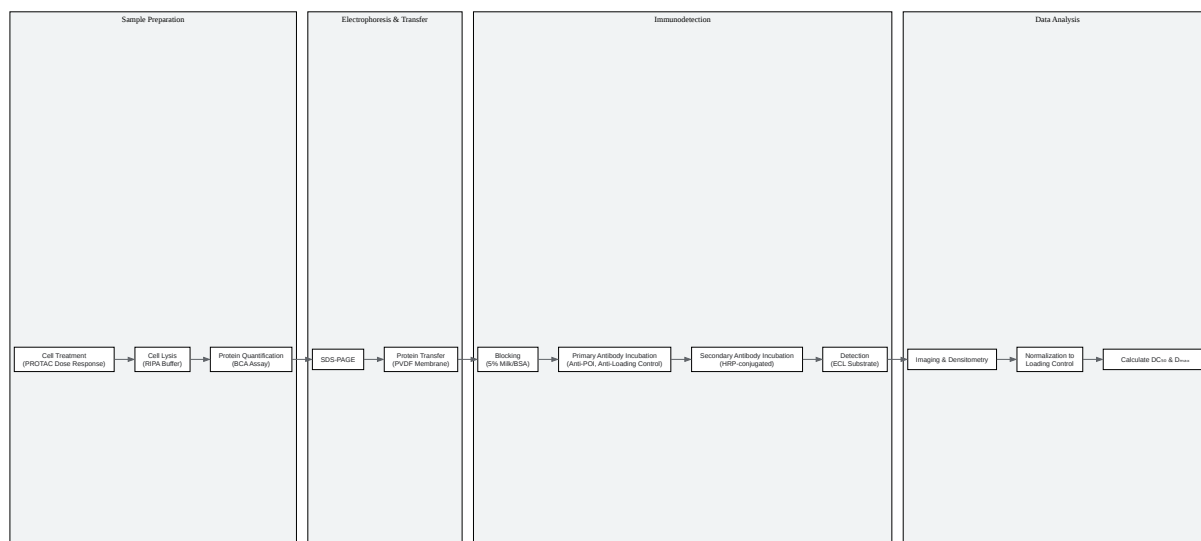 Sample Preparation
Electrophoresis & Transfer
Immunodetection
Data Analysis
Cell Treatment
(PROTAC Dose Response)
Cell Lysis
(RIPA Buffer)
Protein Quantification
(BCA Assay)
SDS-PAGE
Protein Transfer
(PVDF Membrane)
Blocking
(5% Milk/BSA)
Primary Antibody Incubation
(Anti-POI, Anti-Loading Control)
Secondary Antibody Incubation
(HRP-conjugated)
Detection
(ECL Substrate)
Imaging & Densitometry
Normalization to
Loading Control
Calculate DC₅₀ & Dₘₐₓ